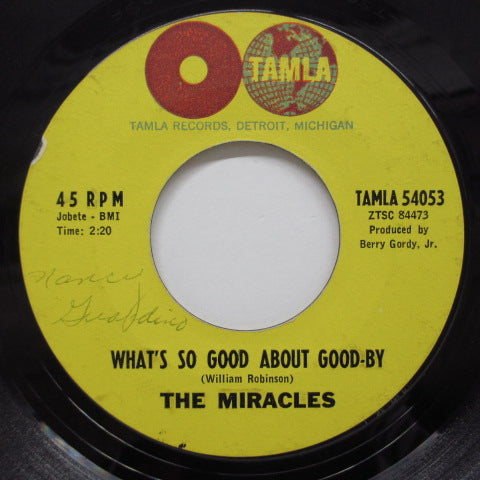 TAMLA
TAMLA RECORDS, DETROIT, MICHIGAN
45 RPM
Jobete - BMI
Time: 2:20
TAMLA 54053
ZTSC 84473
Produced by
Berry Gordy, Jr.
Nancy
WHAT'S SO GOOD ABOUT GOOD-BY
(William Robinson)
THE MIRACLES